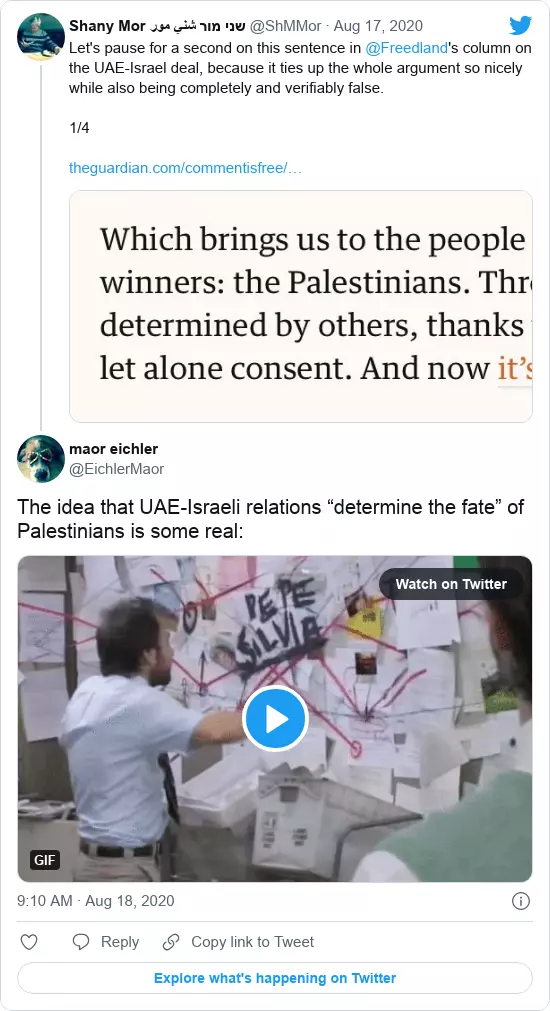 Shany Mor שני מור شني مور @ShMMor · Aug 17, 2020
Let's pause for a second on this sentence in @Freedland's column on
the UAE-Israel deal, because it ties up the whole argument so nicely
while also being completely and verifiably false.
1/4
theguardian.com/commentisfree/…
Which brings us to the people
winners: the Palestinians. Thr
determined by others, thanks
let alone consent. And now it's
maor eichler
@EichlerMaor
The idea that UAE-Israeli relations “determine the fate” of
Palestinians is some real:
Watch on Twitter
PEPE
SILVIA
GIF
9:10 AM · Aug 18, 2020
Reply
Copy link to Tweet
Explore what's happening on Twitter